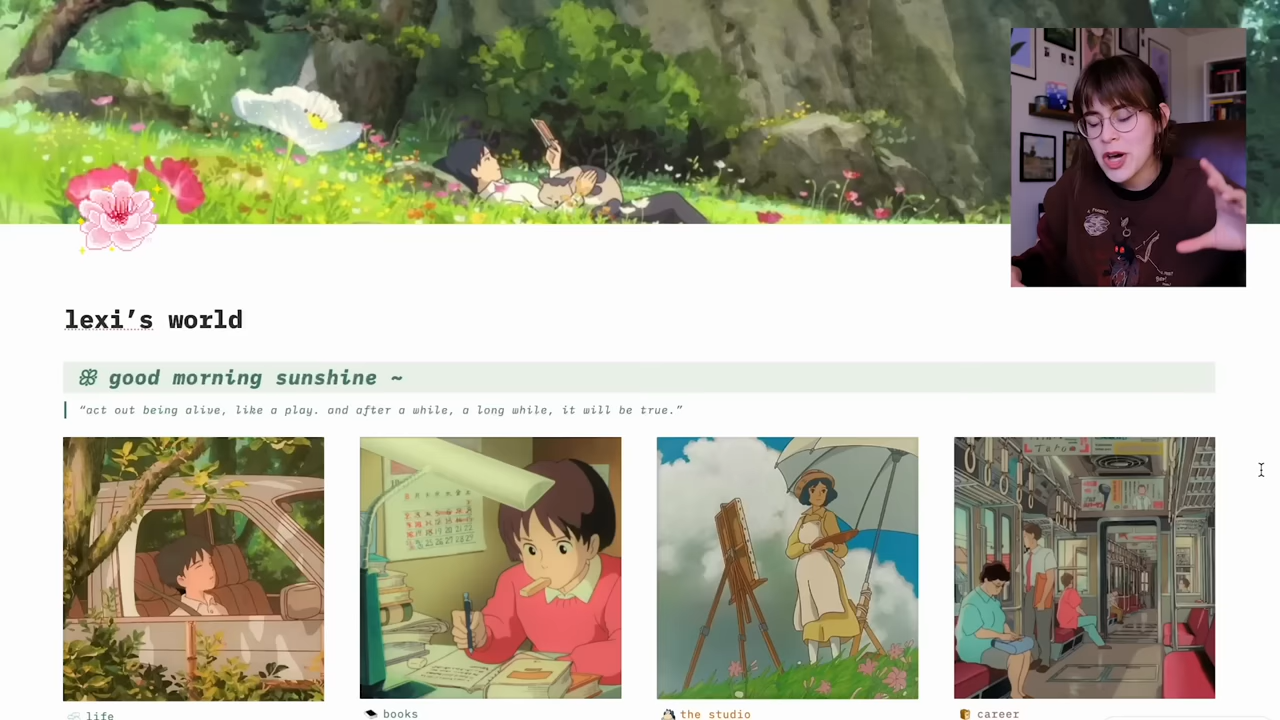 lexi’s world
good morning sunshine ~
“act out being alive, like a play. and after a while, a long while, it will be true.”
life
books
the studio
career